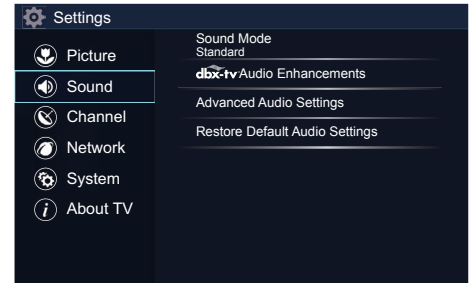 Settings
Picture
Sound
Channel
Network
System
About TV
Sound Mode
Standard
dbx-tv Audio Enhancements
Advanced Audio Settings
Restore Default Audio Settings